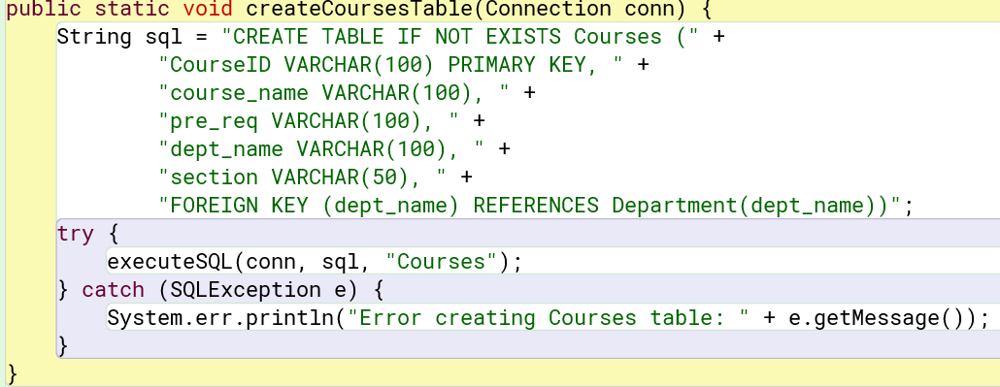 public static void createCoursesTable(Connection conn) {
    String sql = "CREATE TABLE IF NOT EXISTS Courses (" +
            "CourseID VARCHAR(100) PRIMARY KEY, " +
            "course_name VARCHAR(100), " +
            "pre_req VARCHAR(100), " +
            "dept_name VARCHAR(100), " +
            "section VARCHAR(50), " +
            "FOREIGN KEY (dept_name) REFERENCES Department(dept_name))";
    try {
        executeSQL(conn, sql, "Courses");
    } catch (SQLException e) {
        System.err.println("Error creating Courses table: " + e.getMessage());
    }
}